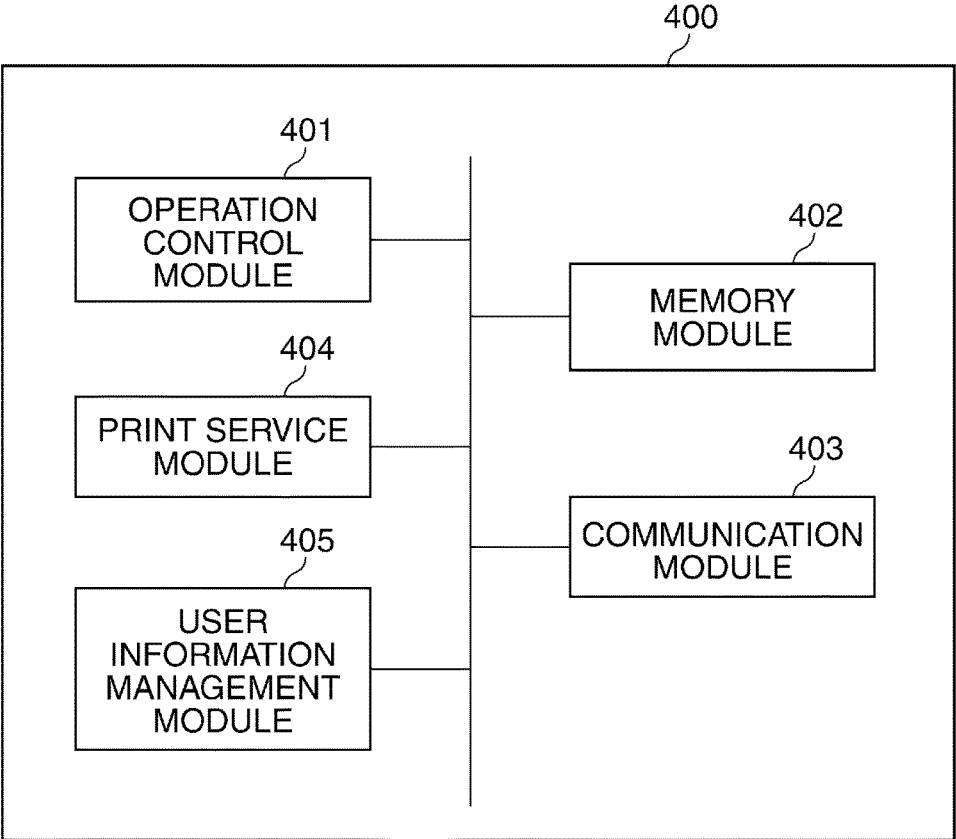 400
401
OPERATION
CONTROL
MODULE
402
MEMORY
MODULE
404
PRINT SERVICE
MODULE
403
COMMUNICATION
MODULE
405
USER
INFORMATION
MANAGEMENT
MODULE